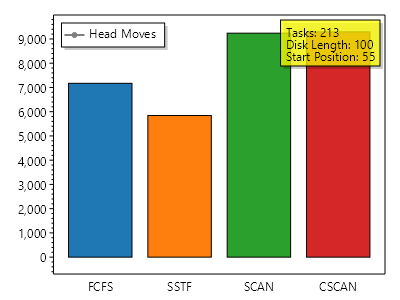 Head Moves
Tasks: 213
Disk Length: 100
Start Position: 55
9,000
8,000
7,000
6,000
5,000
4,000
3,000
2,000
1,000
0
FCFS SSTF SCAN CSCAN